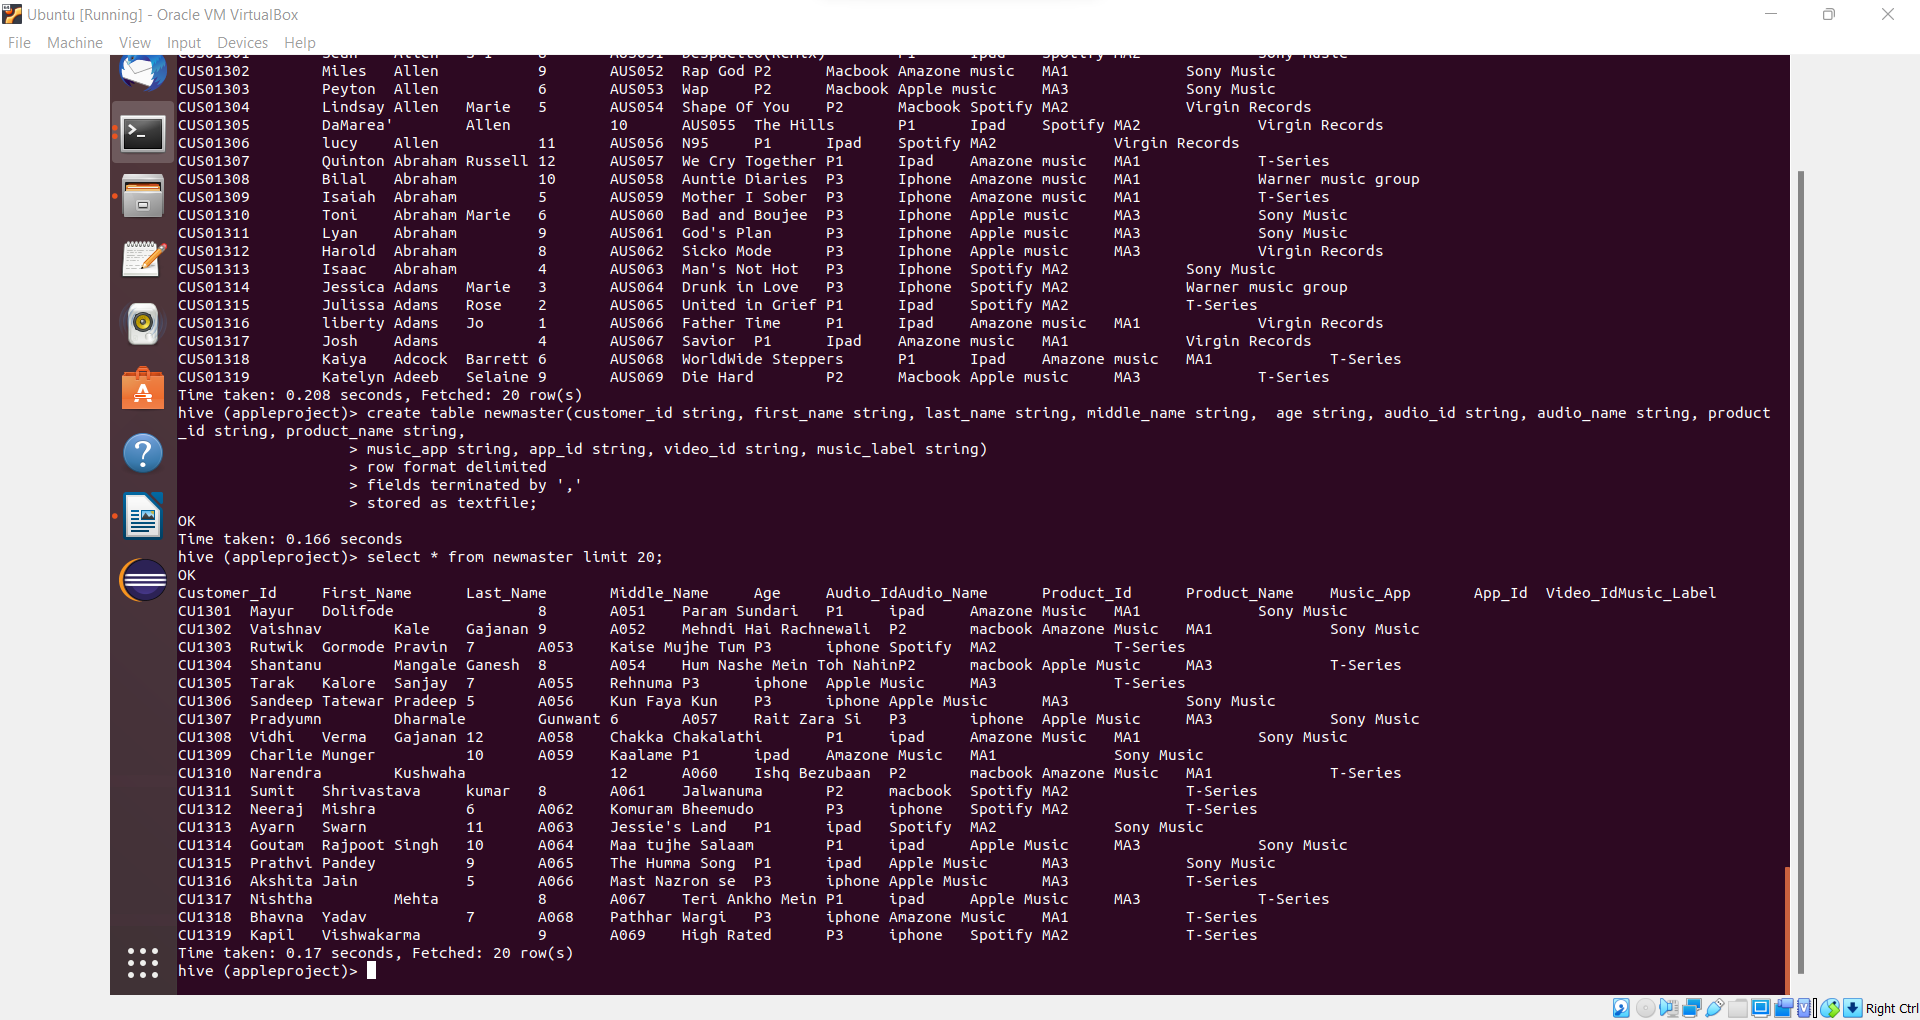 Ubuntu [Running] - Oracle VM VirtualBox
File Machine View Input Devices Help
CUS01302 Miles Allen 9 AUS052 Rap God P2 Macbook Amazone music MA1 Sony Music
CUS01303 Peyton Allen 6 AUS053 Wap P2 Macbook Apple music MA3 Sony Music
CUS01304 Lindsay Allen Marie 5 AUS054 Shape Of You P2 Macbook Spotify MA2 Virgin Records
CUS01305 DaMarea' Allen 10 AUS055 The Hills P1 Ipad Spotify MA2 Virgin Records
CUS01306 lucy Allen 11 AUS056 N95 P1 Ipad Spotify MA2 Virgin Records
CUS01307 Quinton Abraham Russell 12 AUS057 We Cry Together P1 Ipad Amazone music MA1 T-Series
CUS01308 Bilal Abraham 10 AUS058 Auntie Diaries P3 Iphone Amazone music MA1 Warner music group
CUS01309 Isaiah Abraham 5 AUS059 Mother I Sober P3 Iphone Amazone music MA1 T-Series
CUS01310 Toni Abraham Marie 6 AUS060 Bad and Boujee P3 Iphone Apple music MA3 Sony Music
CUS01311 Lyan Abraham 9 AUS061 God's Plan P3 Iphone Apple music MA3 Sony Music
CUS01312 Harold Abraham 8 AUS062 Sicko Mode P3 Iphone Apple music MA3 Virgin Records
CUS01313 Isaac Abraham 4 AUS063 Man's Not Hot P3 Iphone Spotify MA2 Sony Music
CUS01314 Jessica Adams Marie 3 AUS064 Drunk in Love P3 Iphone Spotify MA2 Warner music group
CUS01315 Julissa Adams Rose 2 AUS065 United in Grief P1 Ipad Spotify MA2 T-Series
CUS01316 liberty Adams Jo 1 AUS066 Father Time P1 Ipad Amazone music MA1 Virgin Records
CUS01317 Josh Adams 4 AUS067 Savior P1 Ipad Amazone music MA1 Virgin Records
CUS01318 Kaiya Adcock Barrett 6 AUS068 WorldWide Steppers P1 Ipad Amazone music MA1 T-Series
CUS01319 Katelyn Adeeb Selaine 9 AUS069 Die Hard P2 Macbook Apple music MA3 T-Series
Time taken: 0.208 seconds, Fetched: 20 row(s)
hive (appleproject)> create table newmaster(customer_id string, first_name string, last_name string, middle_name string,  age string, audio_id string, audio_name string, product
_id string, product_name string,
> music_app string, app_id string, video_id string, music_label string)
> row format delimited
> fields terminated by ','
> stored as textfile;
OK
Time taken: 0.166 seconds
hive (appleproject)> select * from newmaster limit 20;
OK
Customer_Id First_Name Last_Name Middle_Name Age Audio_IdAudio_Name Product_Id Product_Name Music_App App_Id Video_IdMusic_Label
CU1301 Mayur Dolifode 8 A051 Param Sundari P1 ipad Amazone Music MA1 Sony Music
CU1302 Vaishnav Kale Gajanan 9 A052 Mehndi Hai Rachnewali P2 macbook Amazone Music MA1 Sony Music
CU1303 Rutwik Gormode Pravin 7 A053 Kaise Mujhe Tum P3 iphone Spotify MA2 T-Series
CU1304 Shantanu Mangale Ganesh 8 A054 Hum Nashe Mein Toh NahinP2 macbook Apple Music MA3 T-Series
CU1305 Tarak Kalore Sanjay 7 A055 Rehnuma P3 iphone Apple Music MA3 T-Series
CU1306 Sandeep Tatewar Pradeep 5 A056 Kun Faya Kun P3 iphone Apple Music MA3 Sony Music
CU1307 Pradyumn Dharmale Gunwant 6 A057 Rait Zara Si P3 iphone Apple Music MA3 Sony Music
CU1308 Vidhi Verma Gajanan 12 A058 Chakka Chakalathi P1 ipad Amazone Music MA1 Sony Music
CU1309 Charlie Munger 10 A059 Kaalame P1 ipad Amazone Music MA1 Sony Music
CU1310 Narendra Kushwaha 12 A060 Ishq Bezubaan P2 macbook Amazone Music MA1 T-Series
CU1311 Sumit Shrivastava kumar 8 A061 Jalwanuma P2 macbook Spotify MA2 T-Series
CU1312 Neeraj Mishra 6 A062 Komuram Bheemudo P3 iphone Spotify MA2 T-Series
CU1313 Ayarn Swarn 11 A063 Jessie's Land P1 ipad Spotify MA2 Sony Music
CU1314 Goutam Rajpoot Singh 10 A064 Maa tujhe Salaam P1 ipad Apple Music MA3 Sony Music
CU1315 Prathvi Pandey 9 A065 The Humma Song P1 ipad Apple Music MA3 Sony Music
CU1316 Akshita Jain 5 A066 Mast Nazron se P3 iphone Apple Music MA3 T-Series
CU1317 Nishtha Mehta 8 A067 Teri Ankho Mein P1 ipad Apple Music MA3 T-Series
CU1318 Bhavna Yadav 7 A068 Pathhar Wargi P3 iphone Amazone Music MA1 T-Series
CU1319 Kapil Vishwakarma 9 A069 High Rated P3 iphone Spotify MA2 T-Series
Time taken: 0.17 seconds, Fetched: 20 row(s)
hive (appleproject)>
Right Ctrl